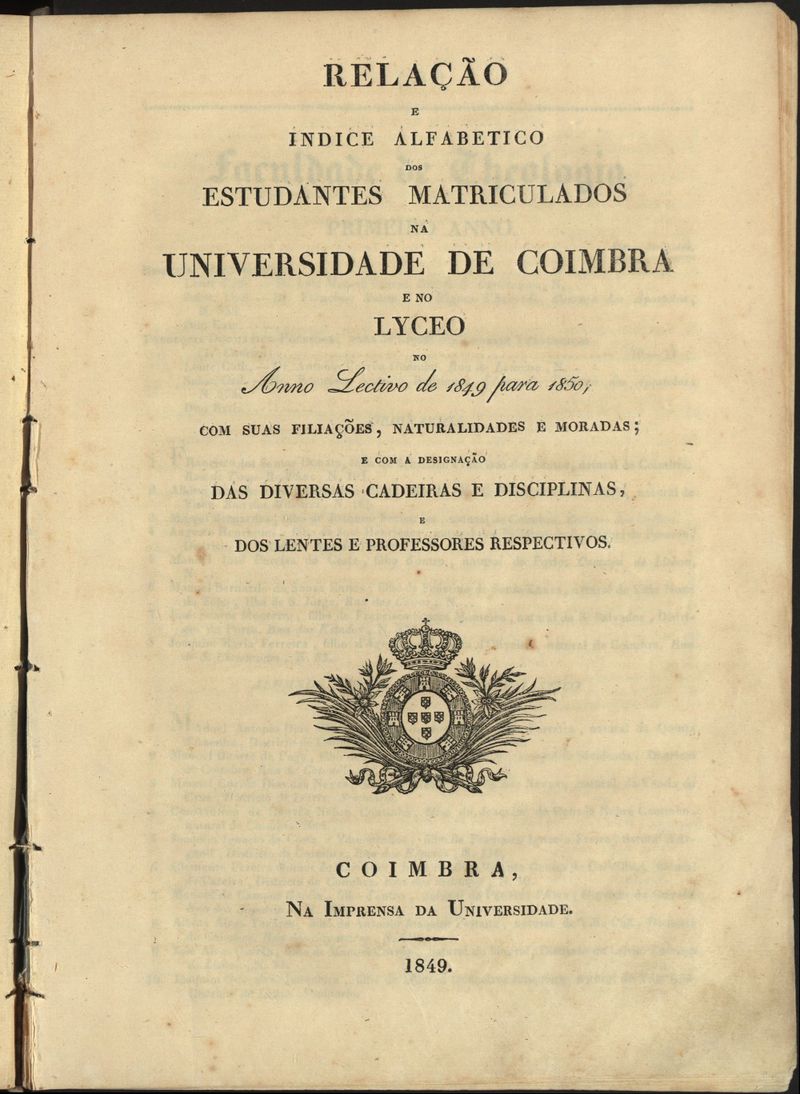 RELAÇÃO
E
INDICE ALFABETICO
DOS
ESTUDANTES MATRICULADOS
NA
UNIVERSIDADE DE COIMBRA
E NO
LYCEO
NO
Anno Lectivo de 1849 para 1850,
COM SUAS FILIAÇÕES, NATURALIDADES E MORADAS;
E COM A DESIGNAÇÃO
DAS DIVERSAS CADEIRAS E DISCIPLINAS,
E
DOS LENTES E PROFESSORES RESPECTIVOS.
COIMBRA,
NA IMPRENSA DA UNIVERSIDADE.
1849.